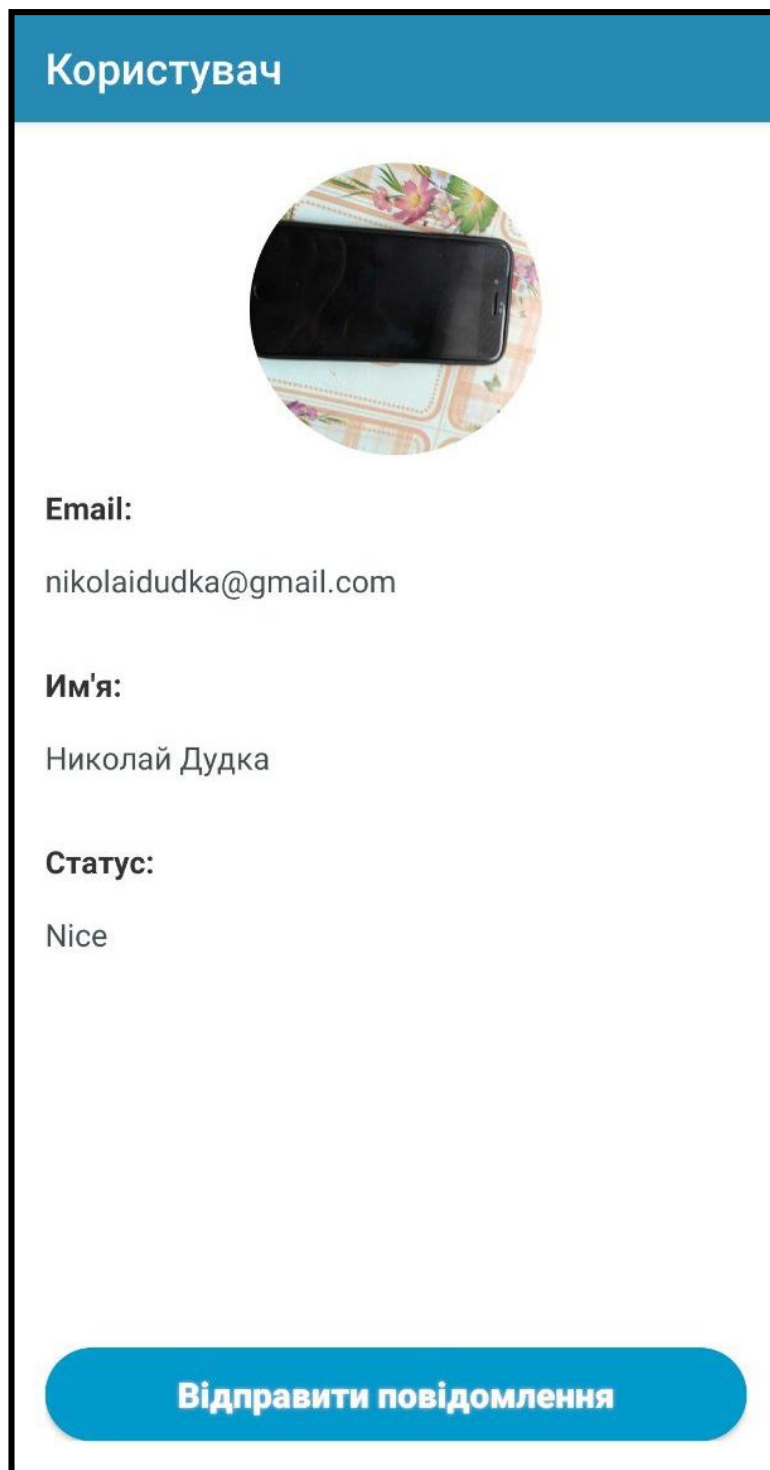 Користувач
Email:
nikolaidudka@gmail.com
Им'я:
Николай Дудка
Статус:
Nice
Відправити повідомлення